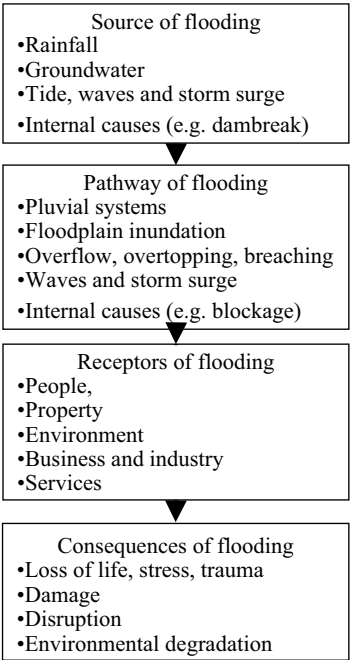 Source of flooding
•Rainfall
•Groundwater
•Tide, waves and storm surge
•Internal causes (e.g. dambreak)
Pathway of flooding
•Pluvial systems
•Floodplain inundation
•Overflow, overtopping, breaching
•Waves and storm surge
•Internal causes (e.g. blockage)
Receptors of flooding
•People,
•Property
•Environment
•Business and industry
•Services
Consequences of flooding
•Loss of life, stress, trauma
•Damage
•Disruption
•Environmental degradation